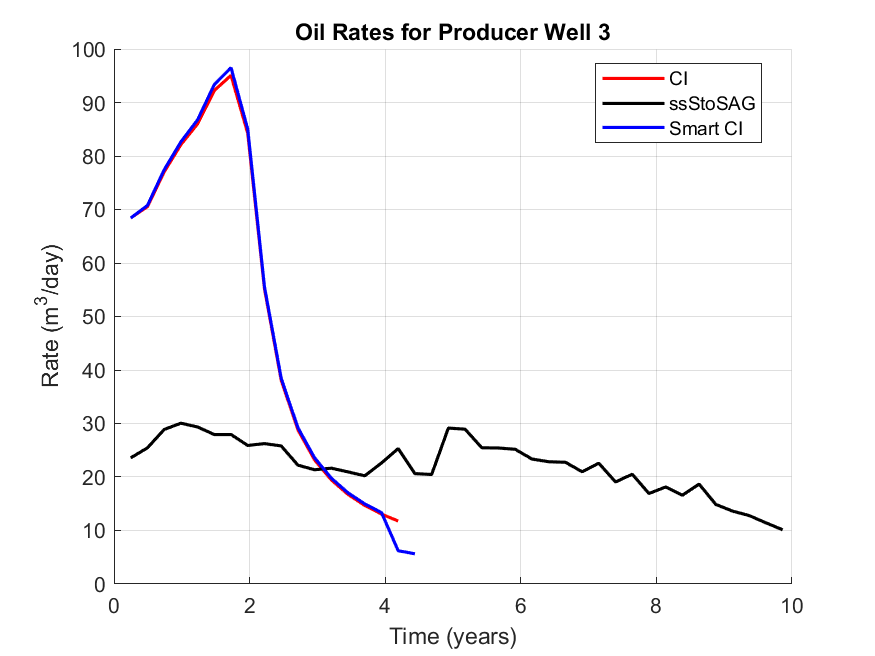 Oil Rates for Producer Well 3
100
90
80
70
60
50
40
30
20
10
0
Rate (m³/day)
0 2 4 6 8 10
Time (years)
CI
ssStoSAG
Smart CI